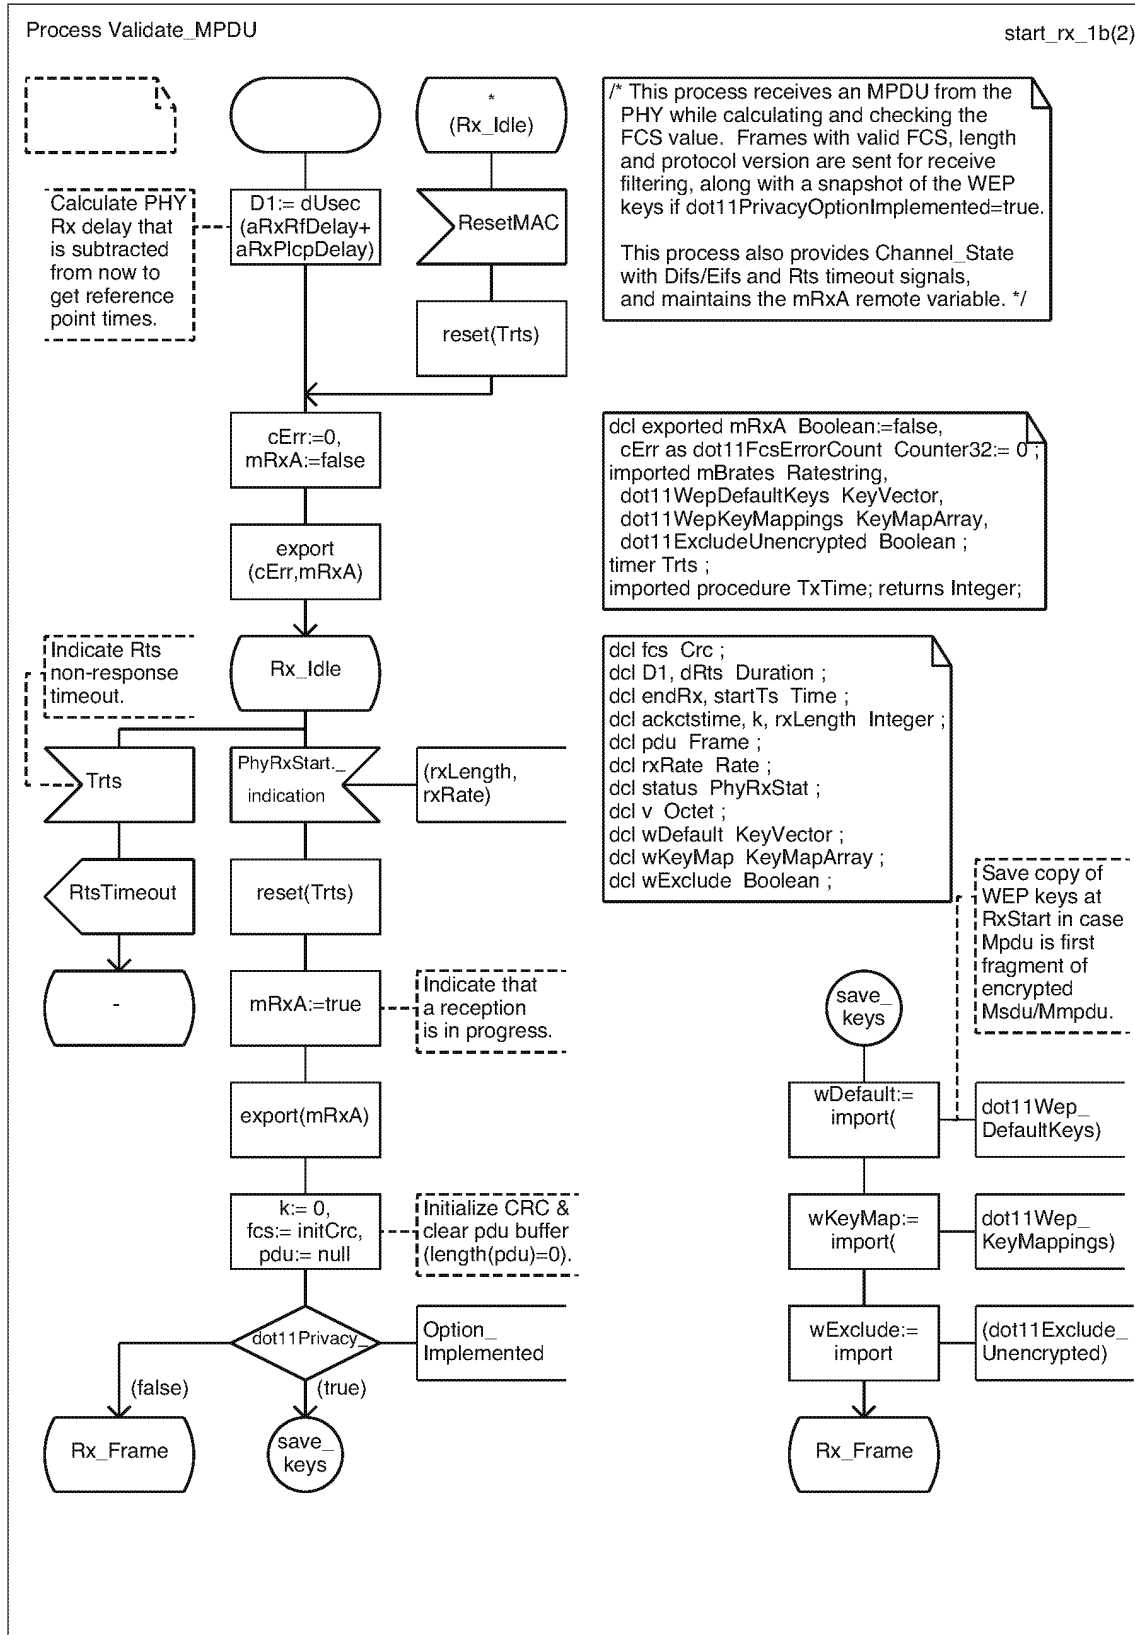 Process Validate_MPDU
start_rx_1b(2)
*
(Rx_Idle)
/* This process receives an MPDU from the
PHY while calculating and checking the
FCS value.  Frames with valid FCS, length
and protocol version are sent for receive
filtering, along with a snapshot of the WEP
keys if dot11PrivacyOptionImplemented=true.
This process also provides Channel_State
with Difs/Eifs and Rts timeout signals,
and maintains the mRxA remote variable. */
Calculate PHY
Rx delay that
is subtracted
from now to
get reference
point times.
D1:= dUsec
(aRxRfDelay+
aRxPlcpDelay)
ResetMAC
reset(Trts)
cErr:=0,
mRxA:=false
dcl exported mRxA  Boolean:=false,
cErr as dot11FcsErrorCount  Counter32:= 0 ;
imported mBrates  Ratestring,
dot11WepDefaultKeys  KeyVector,
dot11WepKeyMappings  KeyMapArray,
dot11ExcludeUnencrypted  Boolean ;
timer Trts ;
imported procedure TxTime; returns Integer;
export
(cErr,mRxA)
Indicate Rts
non-response
timeout.
Rx_Idle
dcl fcs  Crc ;
dcl D1, dRts  Duration ;
dcl endRx, startTs  Time ;
dcl ackctstime, k, rxLength  Integer ;
dcl pdu  Frame ;
dcl rxRate  Rate ;
dcl status  PhyRxStat ;
dcl v  Octet ;
dcl wDefault  KeyVector ;
dcl wKeyMap  KeyMapArray ;
dcl wExclude  Boolean ;
Trts
PhyRxStart._
indication
(rxLength,
rxRate)
RtsTimeout
reset(Trts)
Save copy of
WEP keys at
RxStart in case
Mpdu is first
fragment of
encrypted
Msdu/Mmpdu.
-
mRxA:=true
Indicate that
a reception
is in progress.
save_
keys
export(mRxA)
wDefault:=
import(
dot11Wep_
DefaultKeys)
k:= 0,
fcs:= initCrc,
pdu:= null
Initialize CRC &
clear pdu buffer
(length(pdu)=0).
wKeyMap:=
import(
dot11Wep_
KeyMappings)
dot11Privacy_
Option_
Implemented
wExclude:=
import
(dot11Exclude_
Unencrypted)
(false)
(true)
Rx_Frame
save_
keys
Rx_Frame